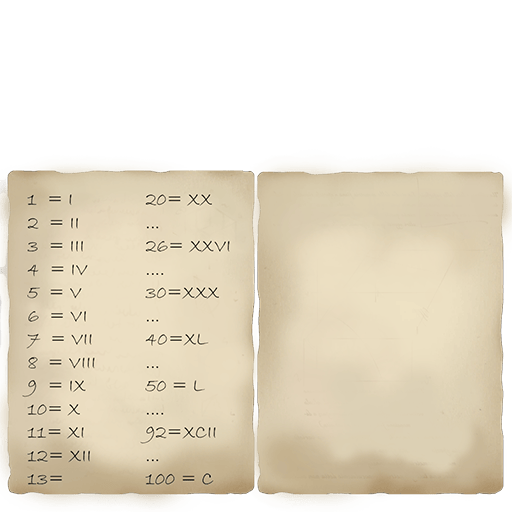 1 = I
2 = II
3 = III
4 = IV
5 = V
6 = VI
7 = VII
8 = VIII
9 = IX
10= X
11= XI
12= XII
13=
20= XX
...
26= XXVI
....
30=XXX
...
40=XL
...
50 = L
....
92=XCII
...
100 = C